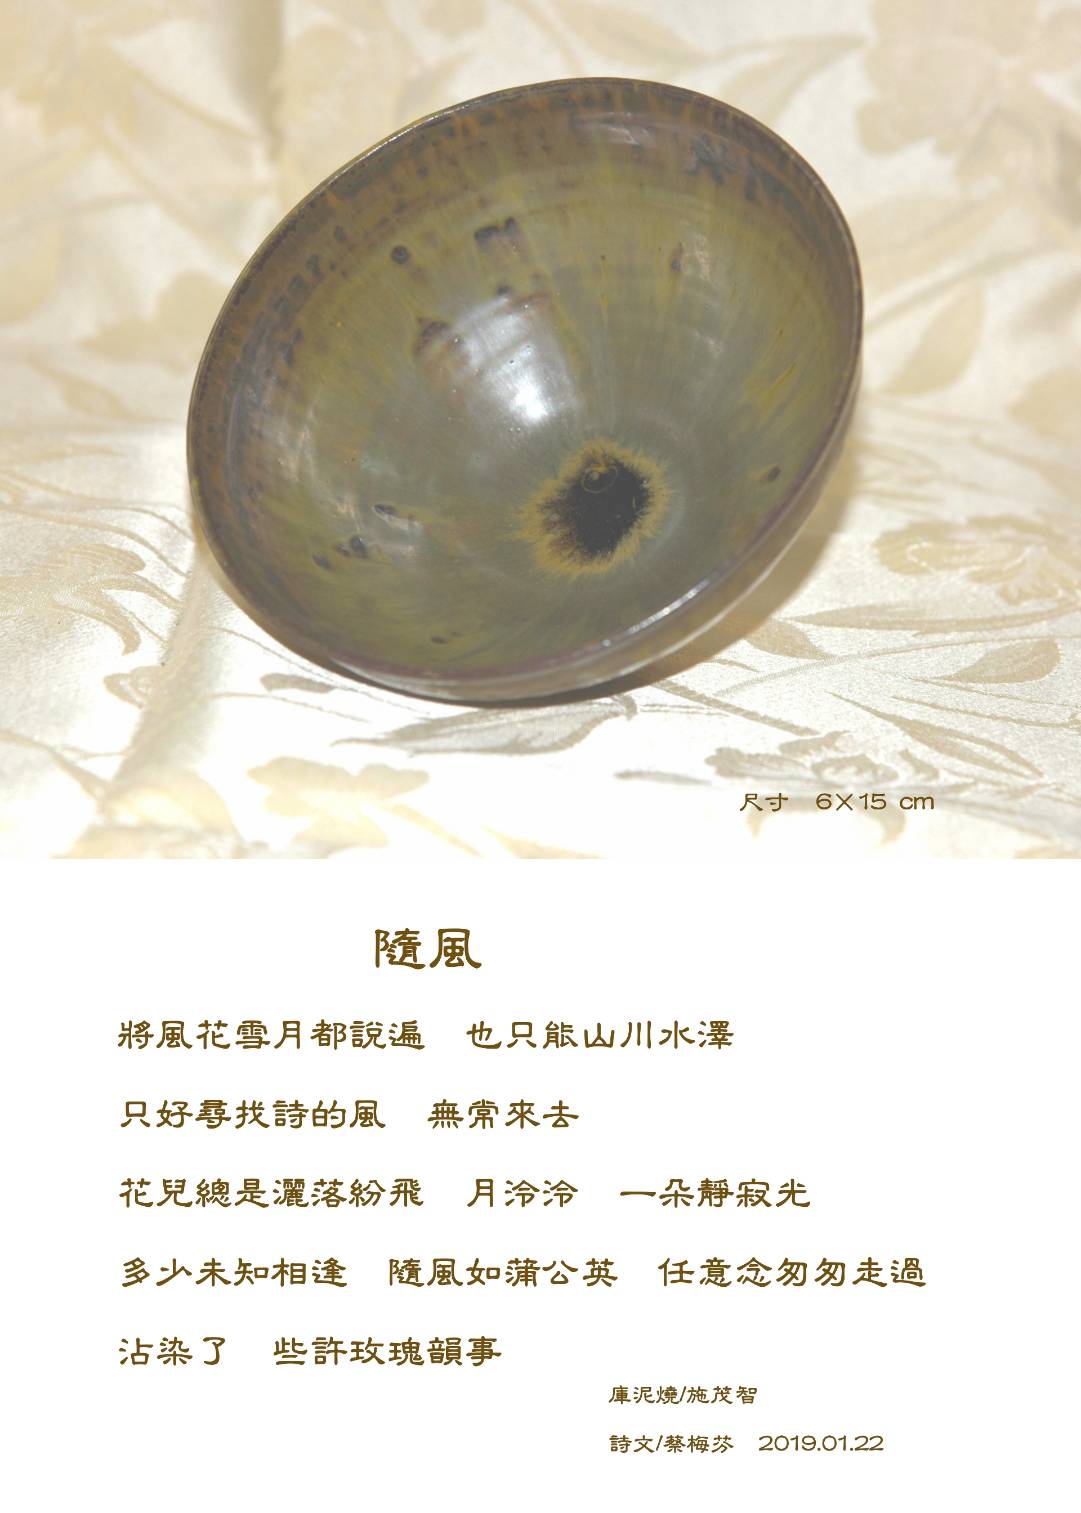 尺寸　6×15 cm
隨風
將風花雪月都說遍　也只能山川水澤
只好尋找詩的風　無常來去
花兒總是灑落紛飛　月泠泠　一朵靜寂光
多少未知相逢　隨風如蒲公英　任意念匆匆走過
沾染了　些許玫瑰韻事
庫泥燒/施茂智
詩文/蔡梅芬　2019.01.22